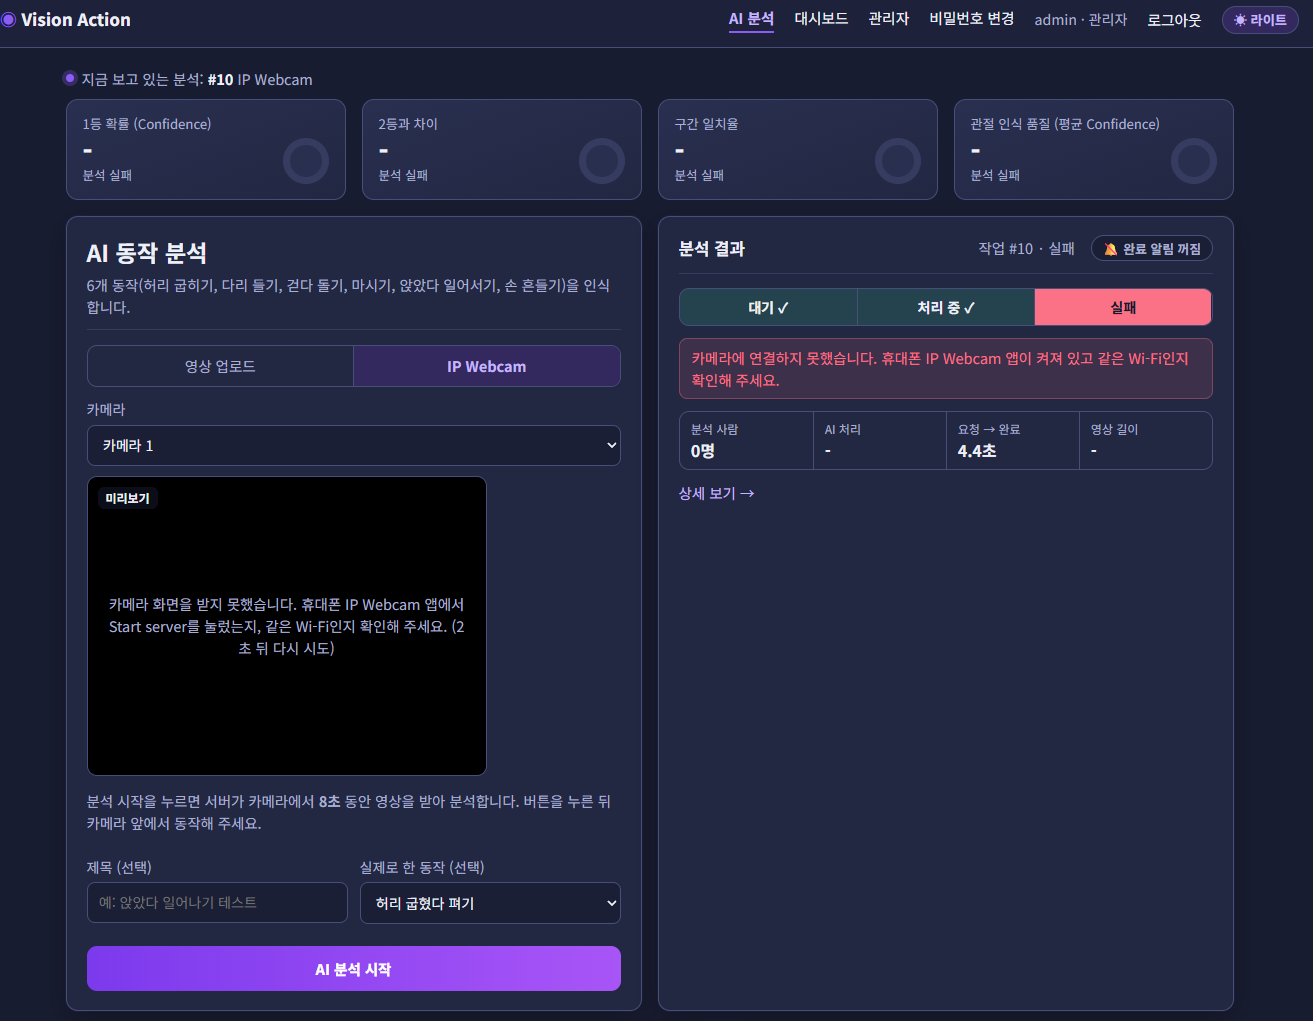 Vision Action
AI 분석
대시보드
관리자
비밀번호 변경
admin · 관리자
로그아웃
라이트
지금 보고 있는 분석: #10 IP Webcam
1등 확률 (Confidence)
-
분석 실패
2등과 차이
-
분석 실패
구간 일치율
-
분석 실패
관절 인식 품질 (평균 Confidence)
-
분석 실패
AI 동작 분석
6개 동작(허리 굽히기, 다리 들기, 걷다 돌기, 마시기, 앉았다 일어서기, 손 흔들기)을 인식
합니다.
영상 업로드
IP Webcam
카메라
카메라 1
미리보기
카메라 화면을 받지 못했습니다. 휴대폰 IP Webcam 앱에서
Start server를 눌렀는지, 같은 Wi-Fi인지 확인해 주세요. (2
초 뒤 다시 시도)
분석 시작을 누르면 서버가 카메라에서 8초 동안 영상을 받아 분석합니다. 버튼을 누른 뒤
카메라 앞에서 동작해 주세요.
제목 (선택)
예: 앉았다 일어나기 테스트
실제로 한 동작 (선택)
허리 굽혔다 펴기
AI 분석 시작
분석 결과
작업 #10 · 실패
완료 알림 꺼짐
대기 ✓
처리 중 ✓
실패
카메라에 연결하지 못했습니다. 휴대폰 IP Webcam 앱이 켜져 있고 같은 Wi-Fi인지
확인해 주세요.
분석 사람
0명
AI 처리
-
요청 → 완료
4.4초
영상 길이
-
상세 보기 →